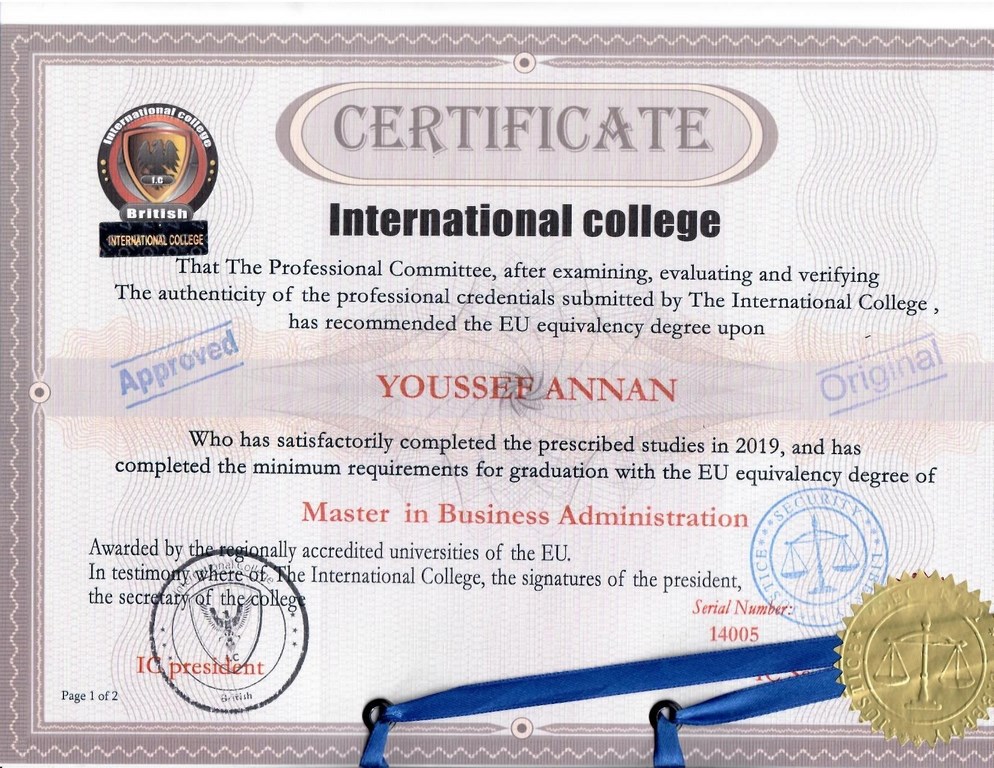 CERTIFICATE
International college
British
INTERNATIONAL COLLEGE
I.C
International college
That The Professional Committee, after examining, evaluating and verifying
The authenticity of the professional credentials submitted by The International College ,
has recommended the EU equivalency degree upon
Approved
Original
YOUSSEF ANNAN
Who has satisfactorily completed the prescribed studies in 2019, and has
completed the minimum requirements for graduation with the EU equivalency degree of
Master in Business Administration
SECURITY
JUSTICE
Awarded by the regionally accredited universities of the EU.
In testimony where of The International College, the signatures of the president,
the secretary of the college
International College
British
Serial Number:
14005
IC president
Page 1 of 2
JUSTICE